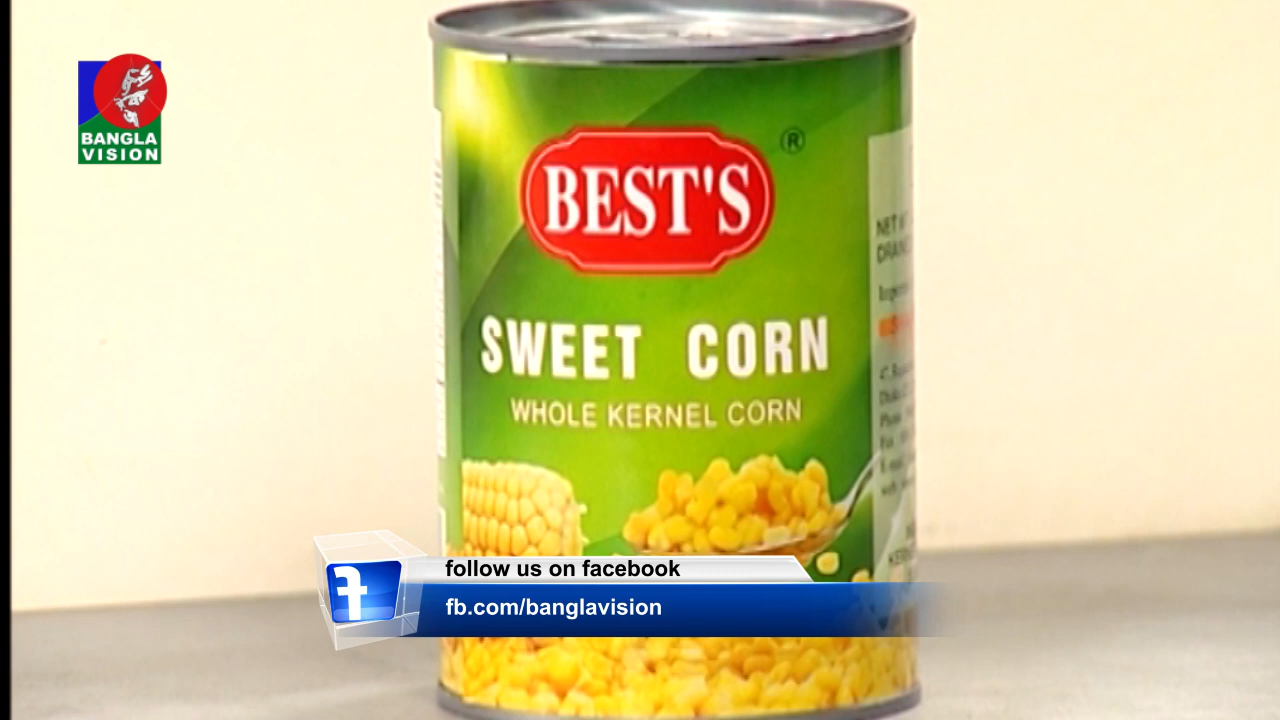 BANGLA
VISION
BEST'S
®
SWEET CORN
WHOLE KERNEL CORN
follow us on facebook
fb.com/banglavision